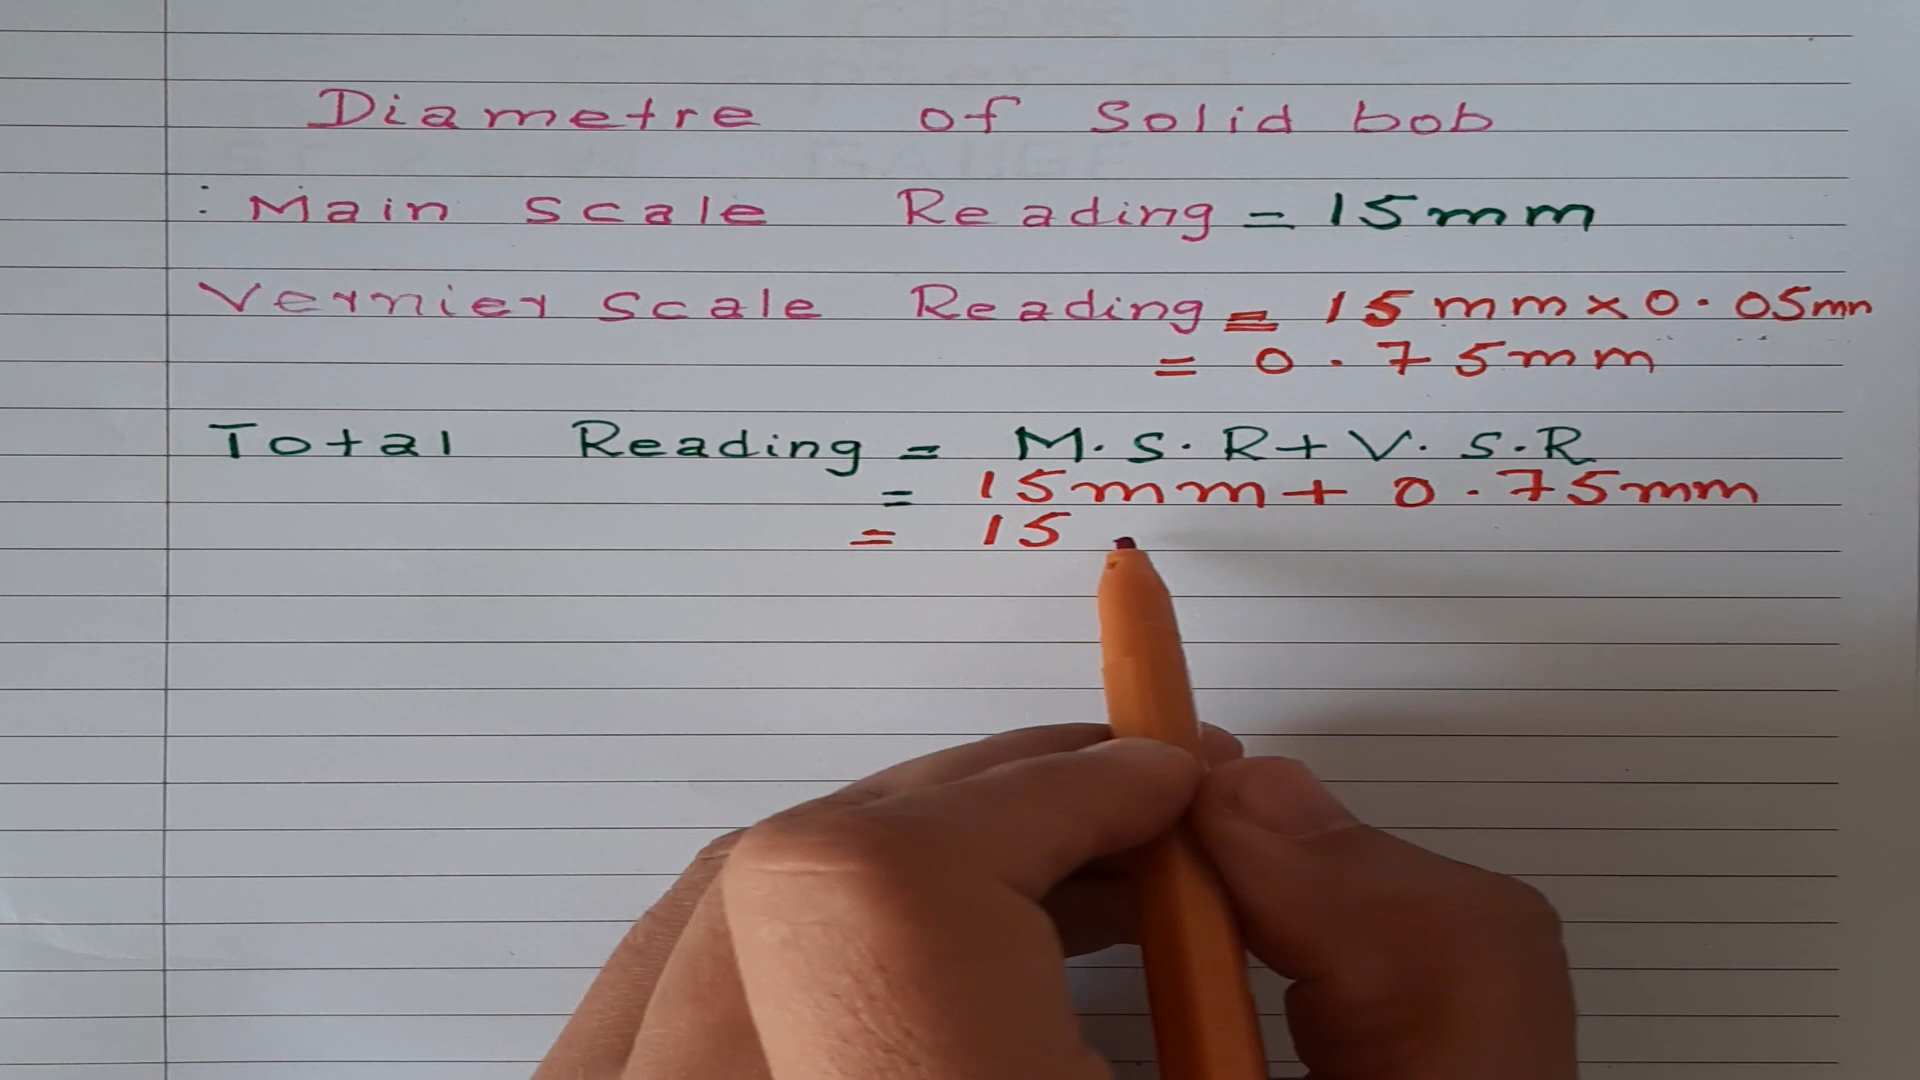 Diametre of Solid bob
: Main Scale Reading = 15mm
Vernier Scale Reading = 15mm×0.05mm
= 0.75mm
Total Reading = M.S.R+V.S.R
= 15mm+0.75mm
= 15